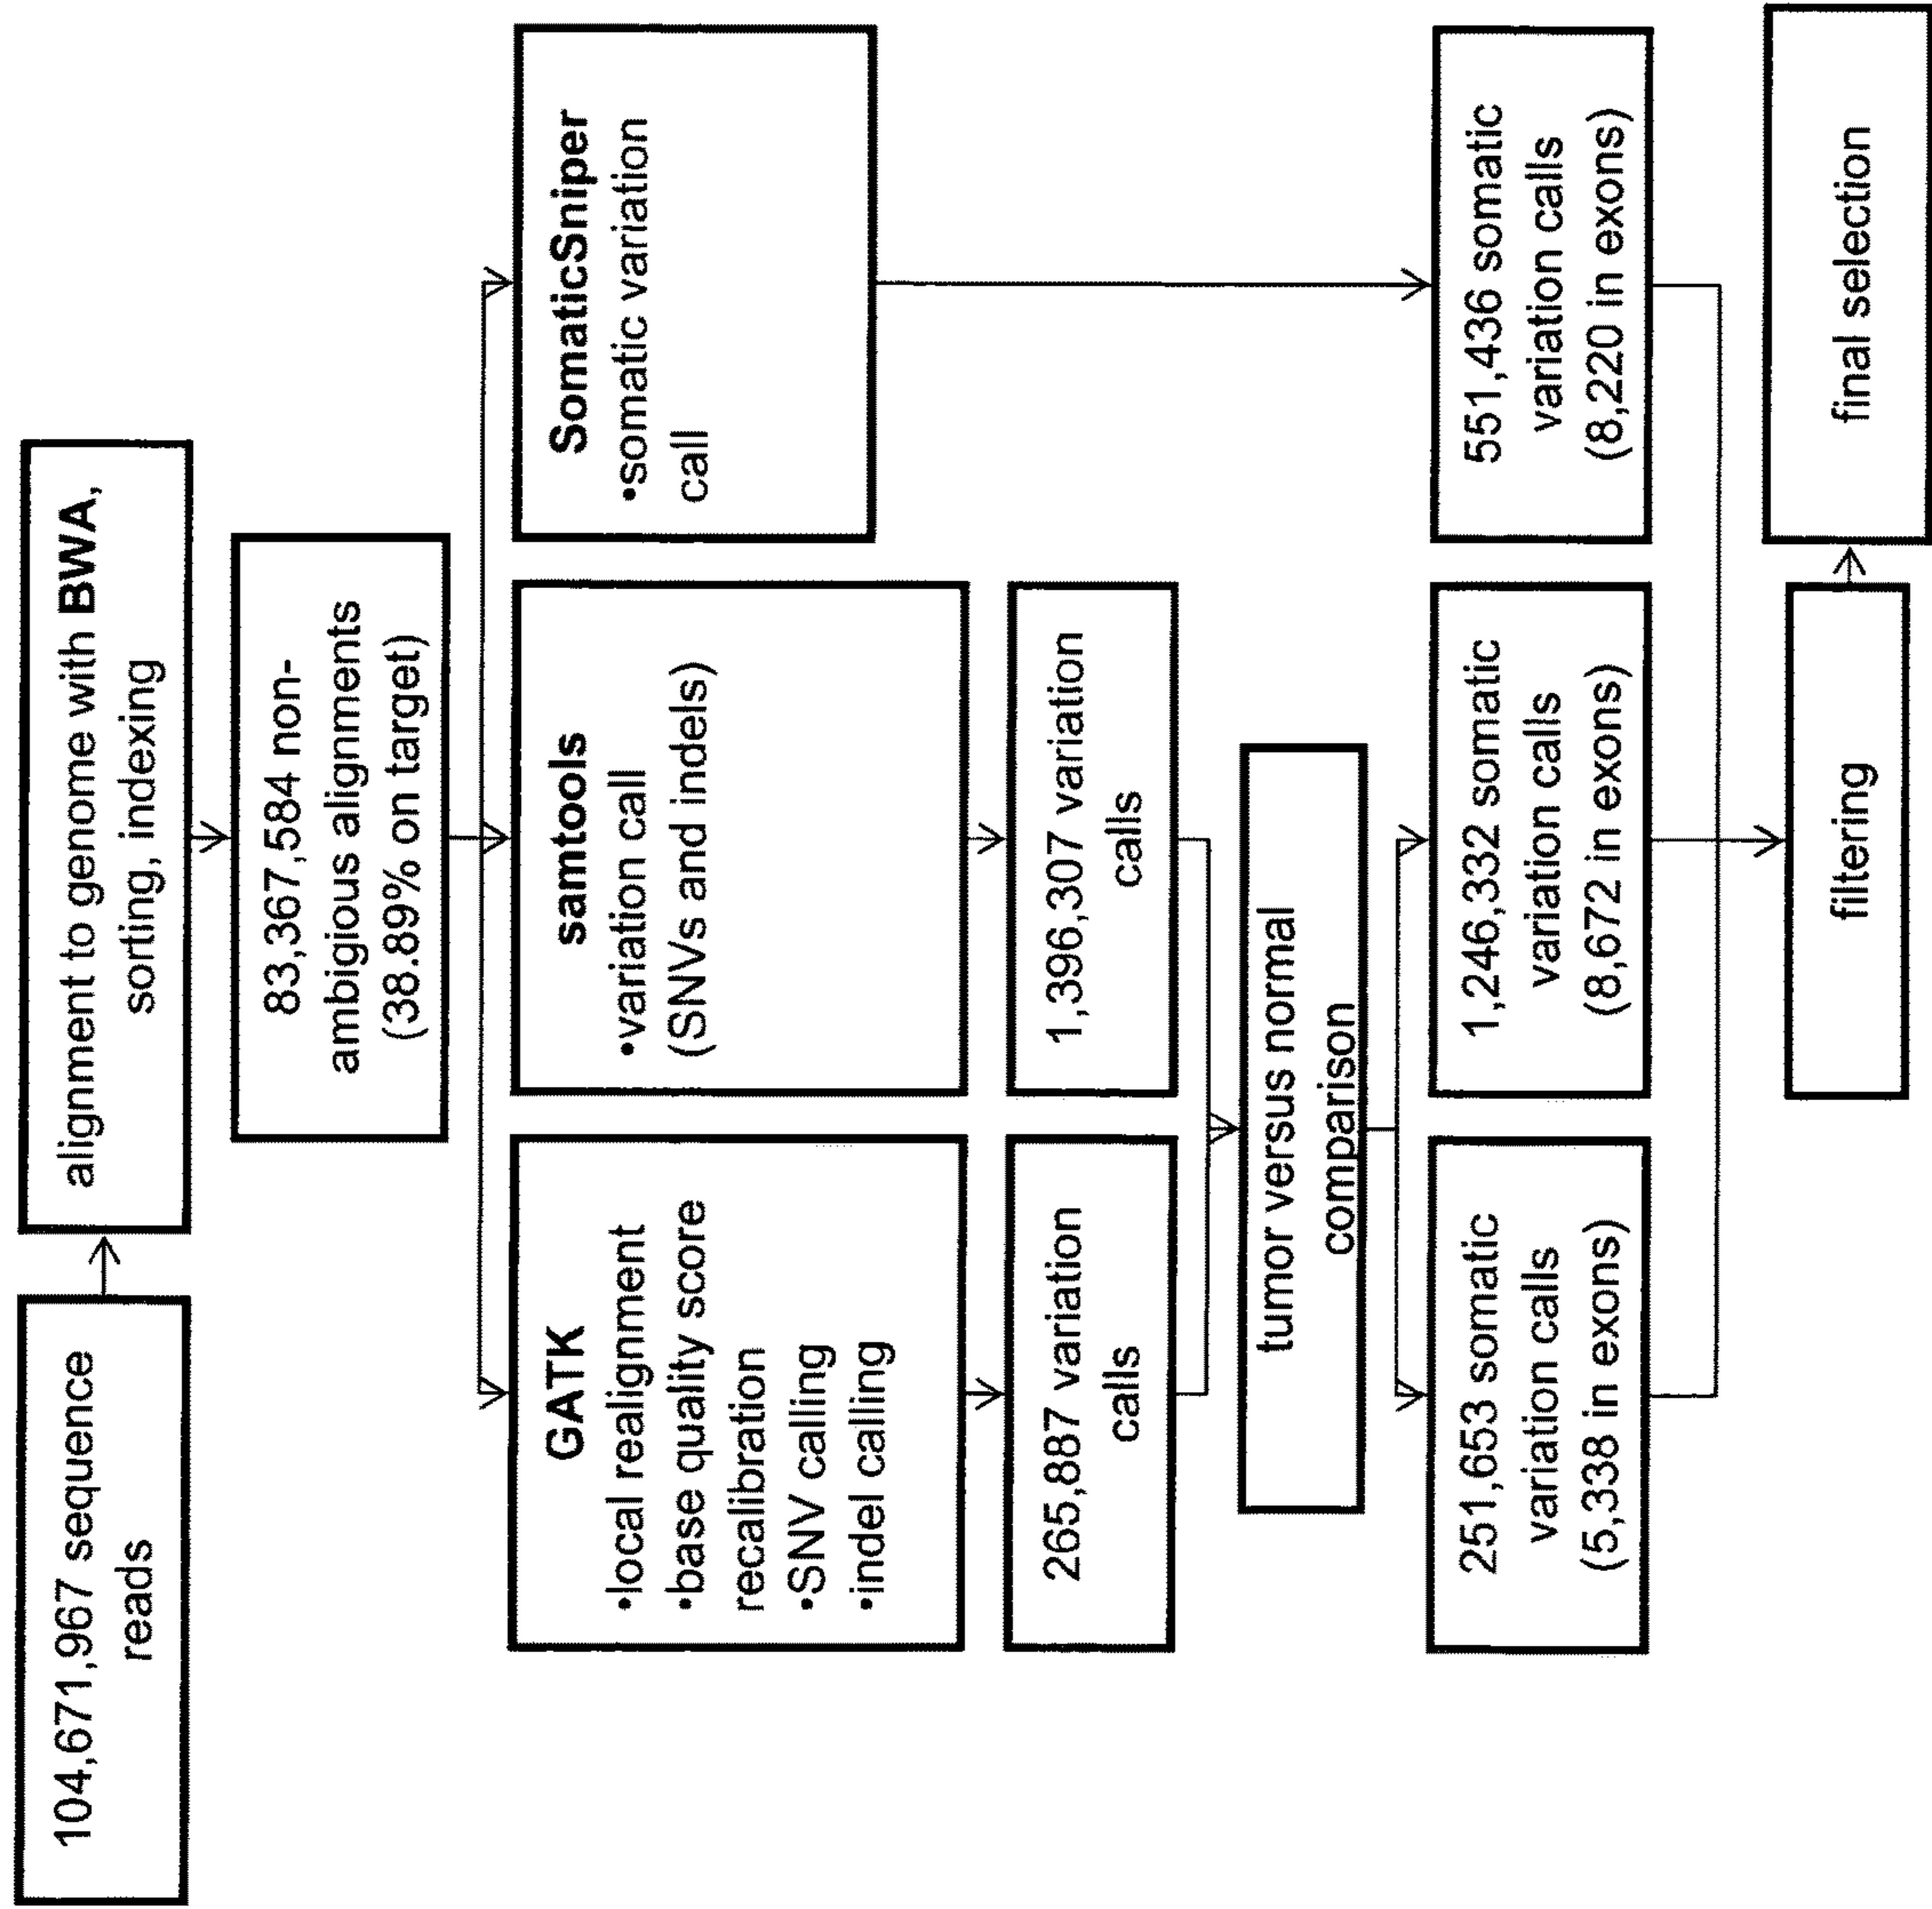 104,671,967 sequence
reads
alignment to genome with BWA,
sorting, indexing
83,367,584 non-
ambigious alignments
(38.89% on target)
GATK
•local realignment
•base quality score
recalibration
•SNV calling
•indel calling
samtools
•variation call
(SNVs and indels)
SomaticSniper
•somatic variation
call
265,887 variation
calls
1,396,307 variation
calls
tumor versus normal
comparison
251,653 somatic
variation calls
(5,338 in exons)
1,246,332 somatic
variation calls
(8,672 in exons)
551,436 somatic
variation calls
(8,220 in exons)
filtering
final selection